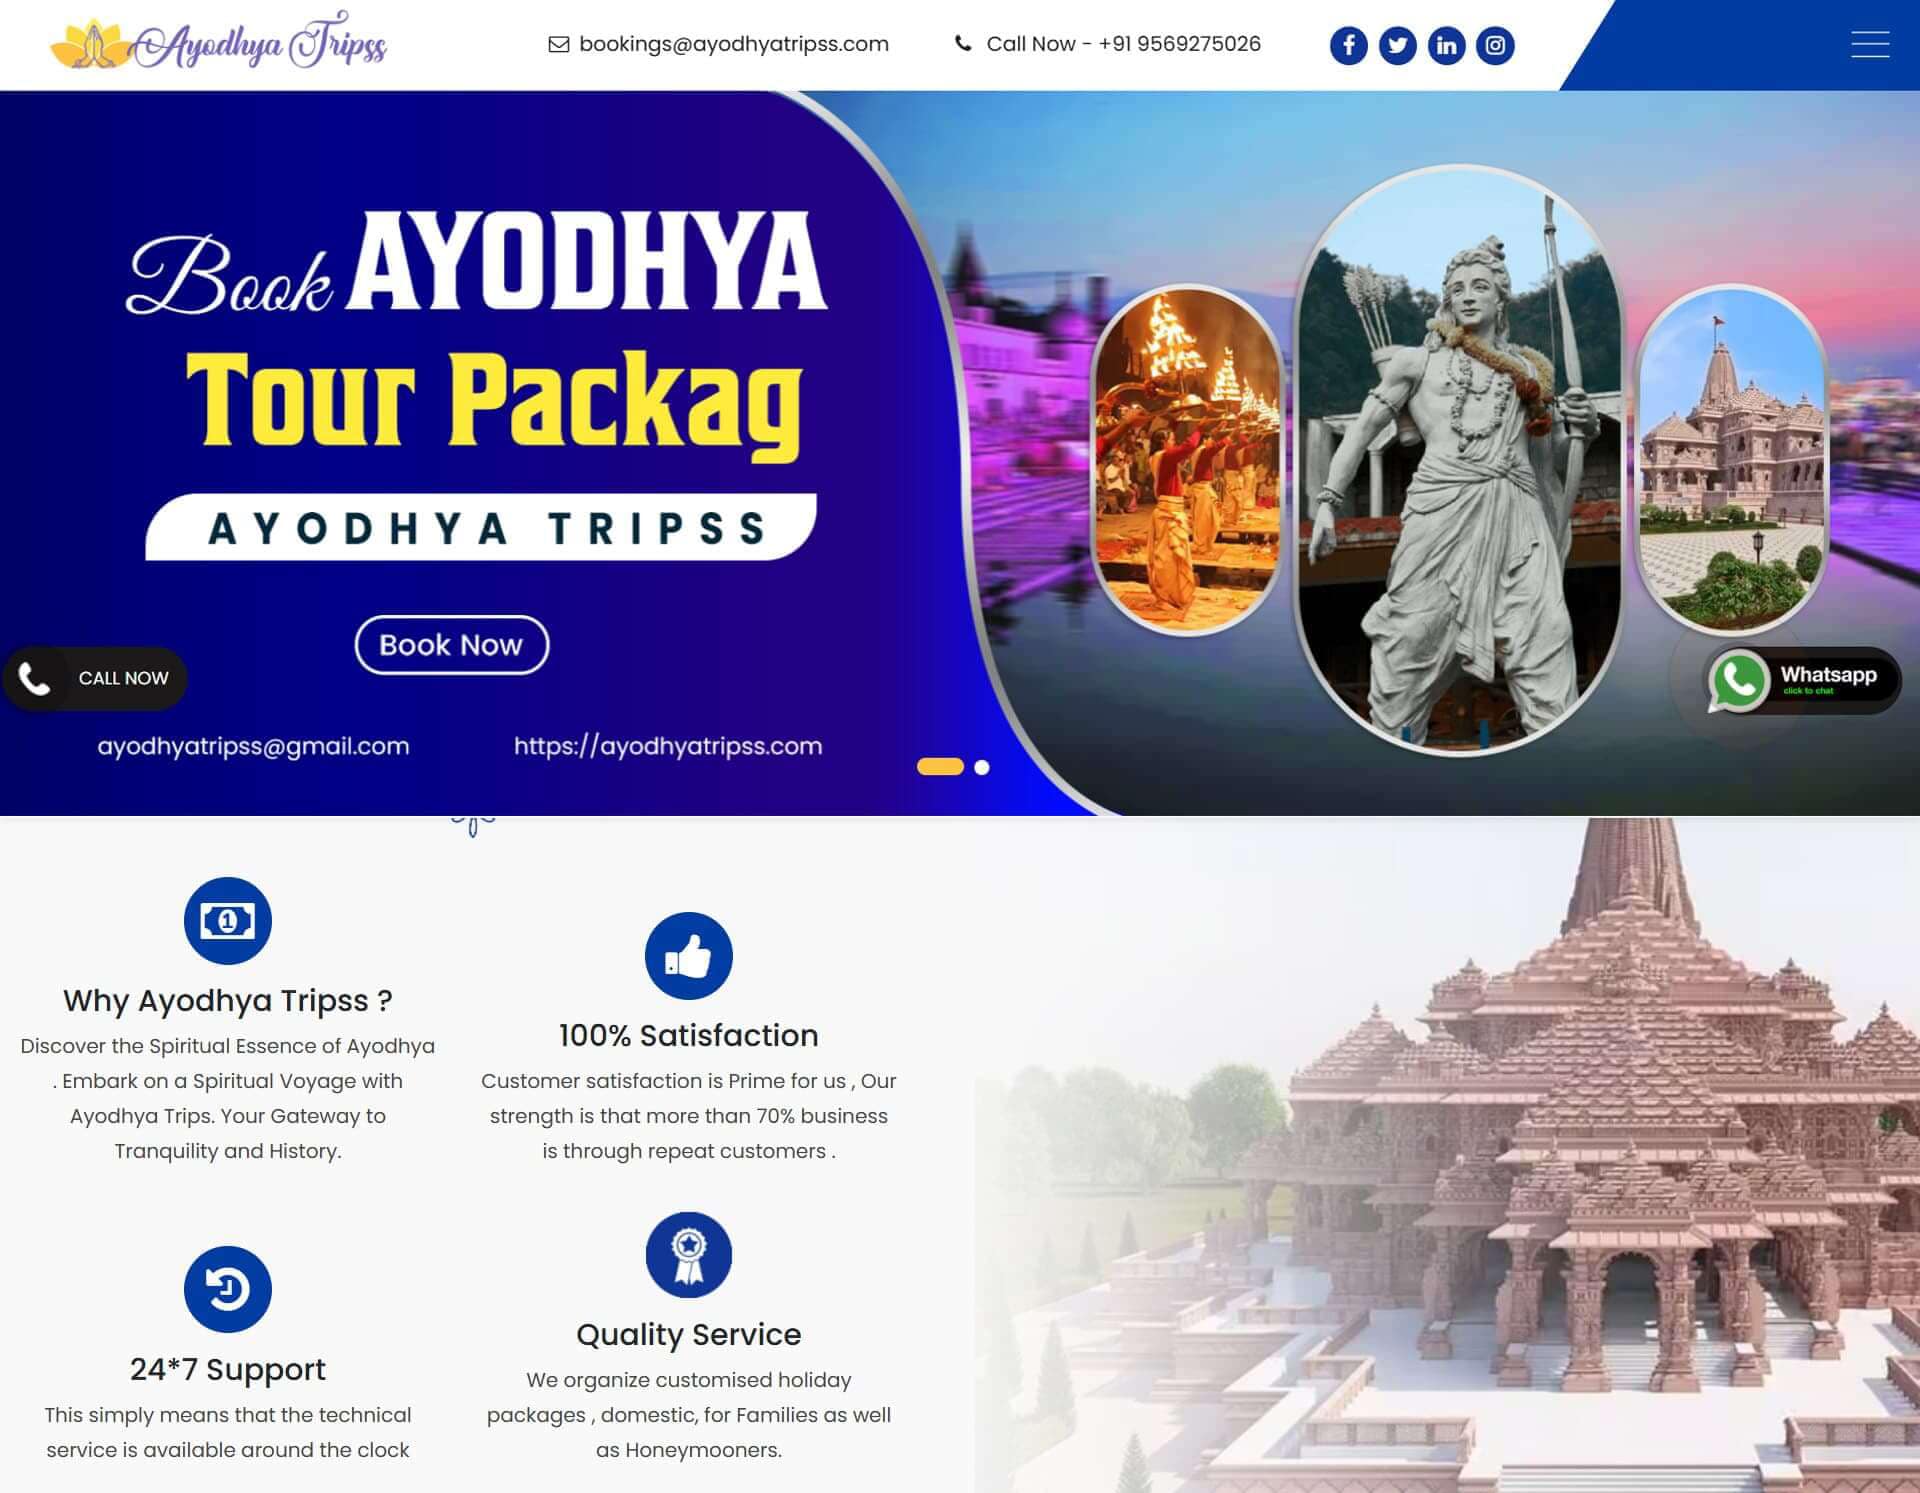 Ayodhya Tripss
bookings@ayodhyatripss.com
Call Now - +91 9569275026
Book AYODHYA
Tour Packag
AYODHYA TRIPSS
Book Now
CALL NOW
Whatsapp
click to chat
ayodhyatripss@gmail.com
https://ayodhyatripss.com
Why Ayodhya Tripss ?
Discover the Spiritual Essence of Ayodhya
. Embark on a Spiritual Voyage with
Ayodhya Trips. Your Gateway to
Tranquility and History.
100% Satisfaction
Customer satisfaction is Prime for us , Our
strength is that more than 70% business
is through repeat customers .
24*7 Support
This simply means that the technical
service is available around the clock
Quality Service
We organize customised holiday
packages , domestic, for Families as well
as Honeymooners.